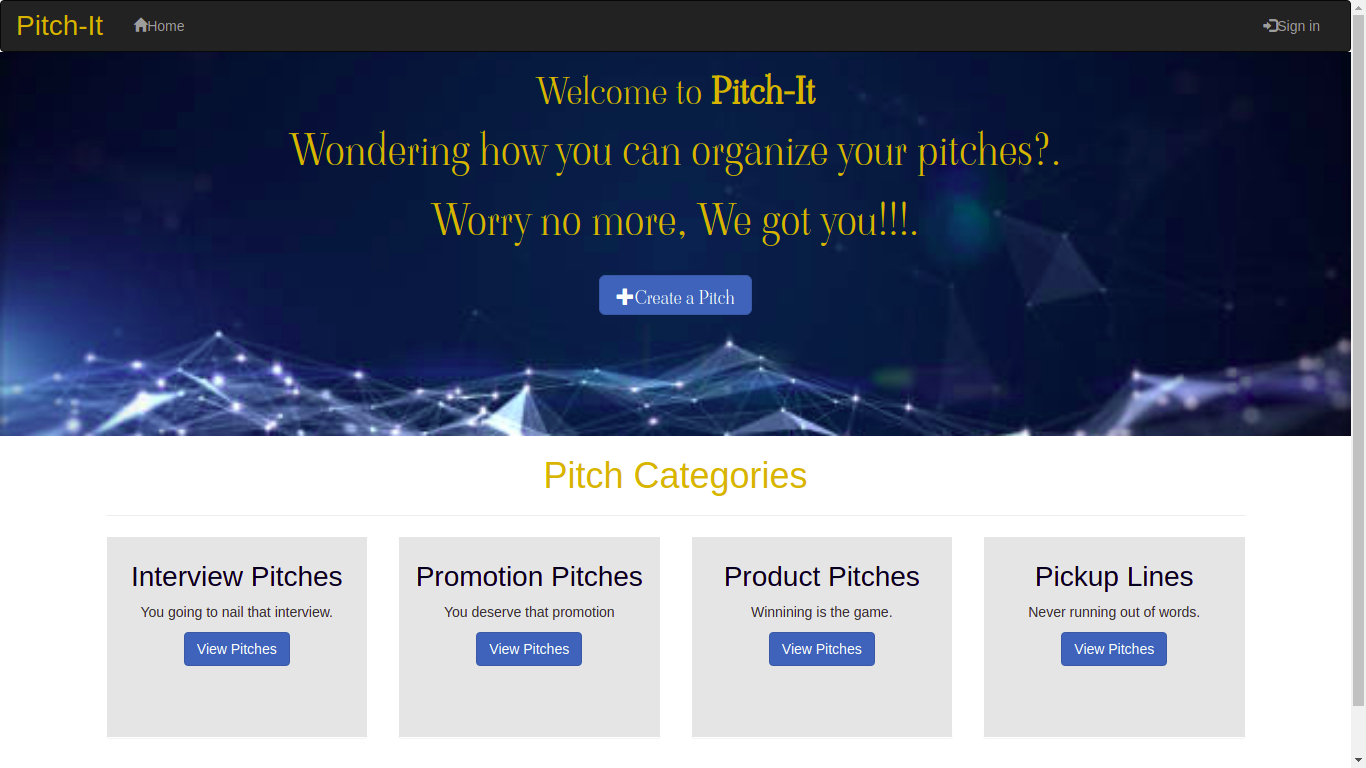 Pitch-It Home Sign in
Welcome to Pitch-It
Wondering how you can organize your pitches?.
Worry no more, We got you!!!.
Create a Pitch
Pitch Categories
Interview Pitches
You going to nail that interview.
View Pitches
Promotion Pitches
You deserve that promotion
View Pitches
Product Pitches
Winnining is the game.
View Pitches
Pickup Lines
Never running out of words.
View Pitches